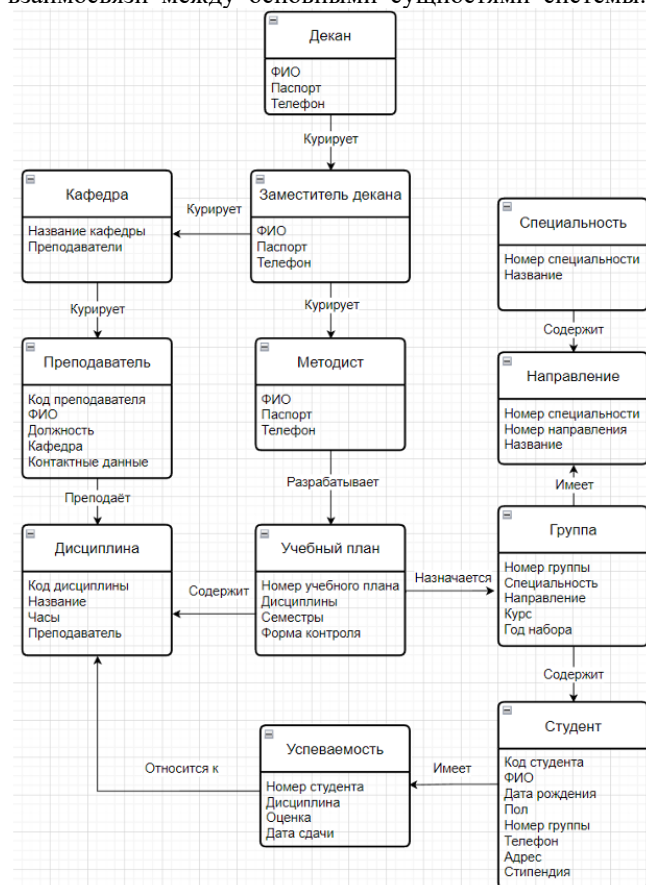 взаимосвязи между основными сущностями системы.
Декан
ФИО
Паспорт
Телефон
Курирует
Кафедра
Название кафедры
Преподаватели
Курирует
Заместитель декана
ФИО
Паспорт
Телефон
Специальность
Номер специальности
Название
Курирует
Курирует
Содержит
Преподаватель
Код преподавателя
ФИО
Должность
Кафедра
Контактные данные
Методист
ФИО
Паспорт
Телефон
Направление
Номер специальности
Номер направления
Название
Преподаёт
Разрабатывает
Имеет
Дисциплина
Код дисциплины
Название
Часы
Преподаватель
Содержит
Учебный план
Номер учебного плана
Дисциплины
Семестры
Форма контроля
Назначается
Группа
Номер группы
Специальность
Направление
Курс
Год набора
Содержит
Относится к
Успеваемость
Номер студента
Дисциплина
Оценка
Дата сдачи
Имеет
Студент
Код студента
ФИО
Дата рождения
Пол
Номер группы
Телефон
Адрес
Стипендия